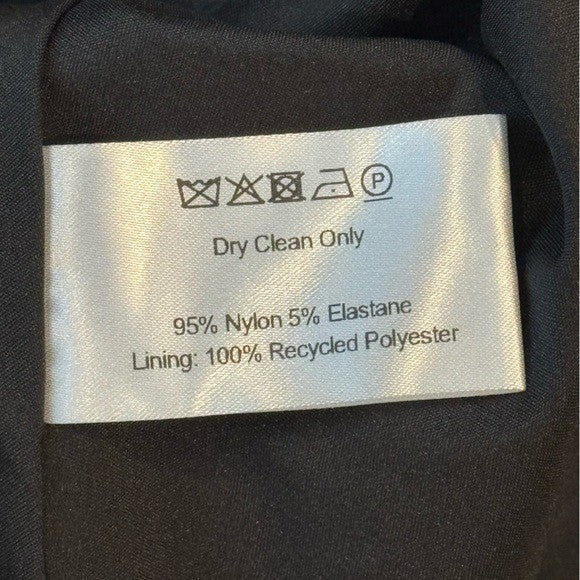 P
Dry Clean Only
95% Nylon 5% Elastane
Lining: 100% Recycled Polyester